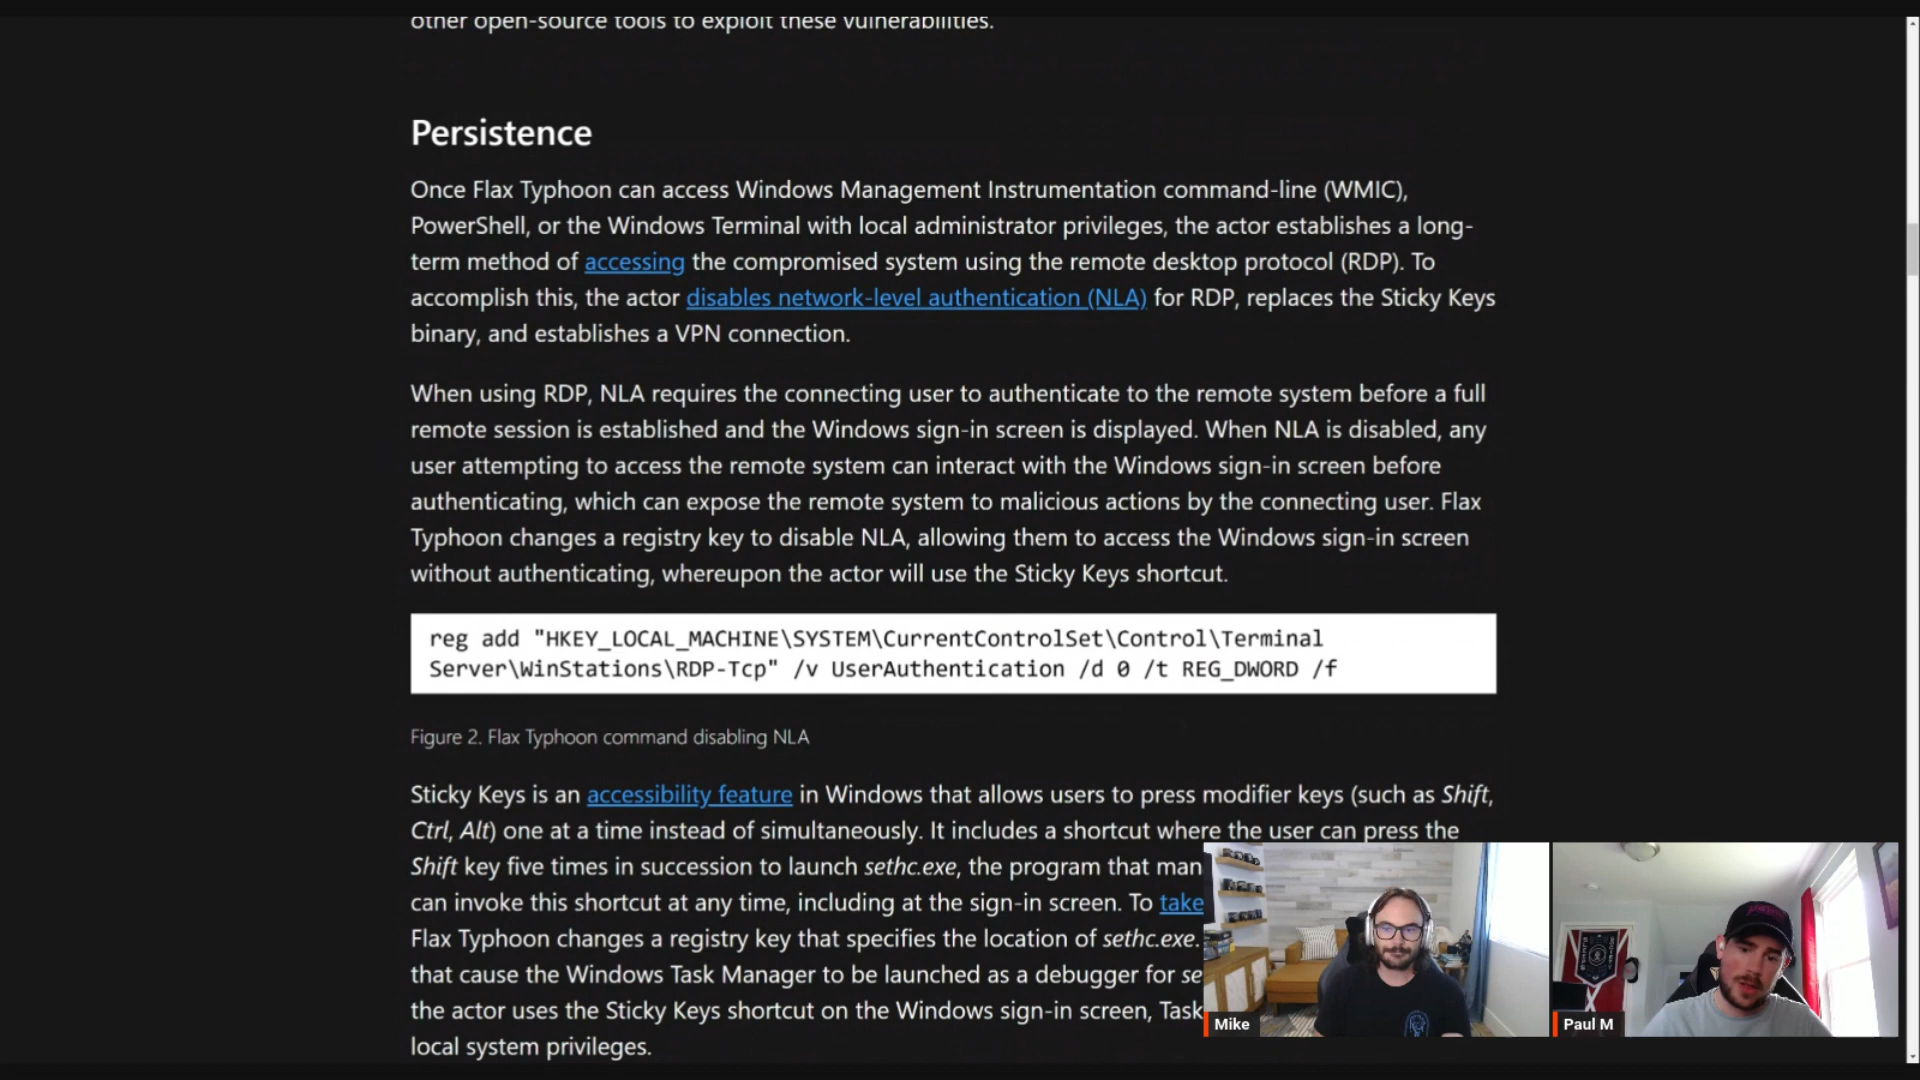 other open-source tools to exploit these vulnerabilities.
Persistence
Once Flax Typhoon can access Windows Management Instrumentation command-line (WMIC),
PowerShell, or the Windows Terminal with local administrator privileges, the actor establishes a long-
term method of accessing the compromised system using the remote desktop protocol (RDP). To
accomplish this, the actor disables network-level authentication (NLA) for RDP, replaces the Sticky Keys
binary, and establishes a VPN connection.
When using RDP, NLA requires the connecting user to authenticate to the remote system before a full
remote session is established and the Windows sign-in screen is displayed. When NLA is disabled, any
user attempting to access the remote system can interact with the Windows sign-in screen before
authenticating, which can expose the remote system to malicious actions by the connecting user. Flax
Typhoon changes a registry key to disable NLA, allowing them to access the Windows sign-in screen
without authenticating, whereupon the actor will use the Sticky Keys shortcut.
reg add "HKEY_LOCAL_MACHINE\SYSTEM\CurrentControlSet\Control\Terminal
Server\WinStations\RDP-Tcp" /v UserAuthentication /d 0 /t REG_DWORD /f
Figure 2. Flax Typhoon command disabling NLA
Sticky Keys is an accessibility feature in Windows that allows users to press modifier keys (such as Shift,
Ctrl, Alt) one at a time instead of simultaneously. It includes a shortcut where the user can press the
Shift key five times in succession to launch sethc.exe, the program that man
can invoke this shortcut at any time, including at the sign-in screen. To take
Flax Typhoon changes a registry key that specifies the location of sethc.exe.
that cause the Windows Task Manager to be launched as a debugger for se
the actor uses the Sticky Keys shortcut on the Windows sign-in screen, Task
local system privileges.
Mike
Paul M